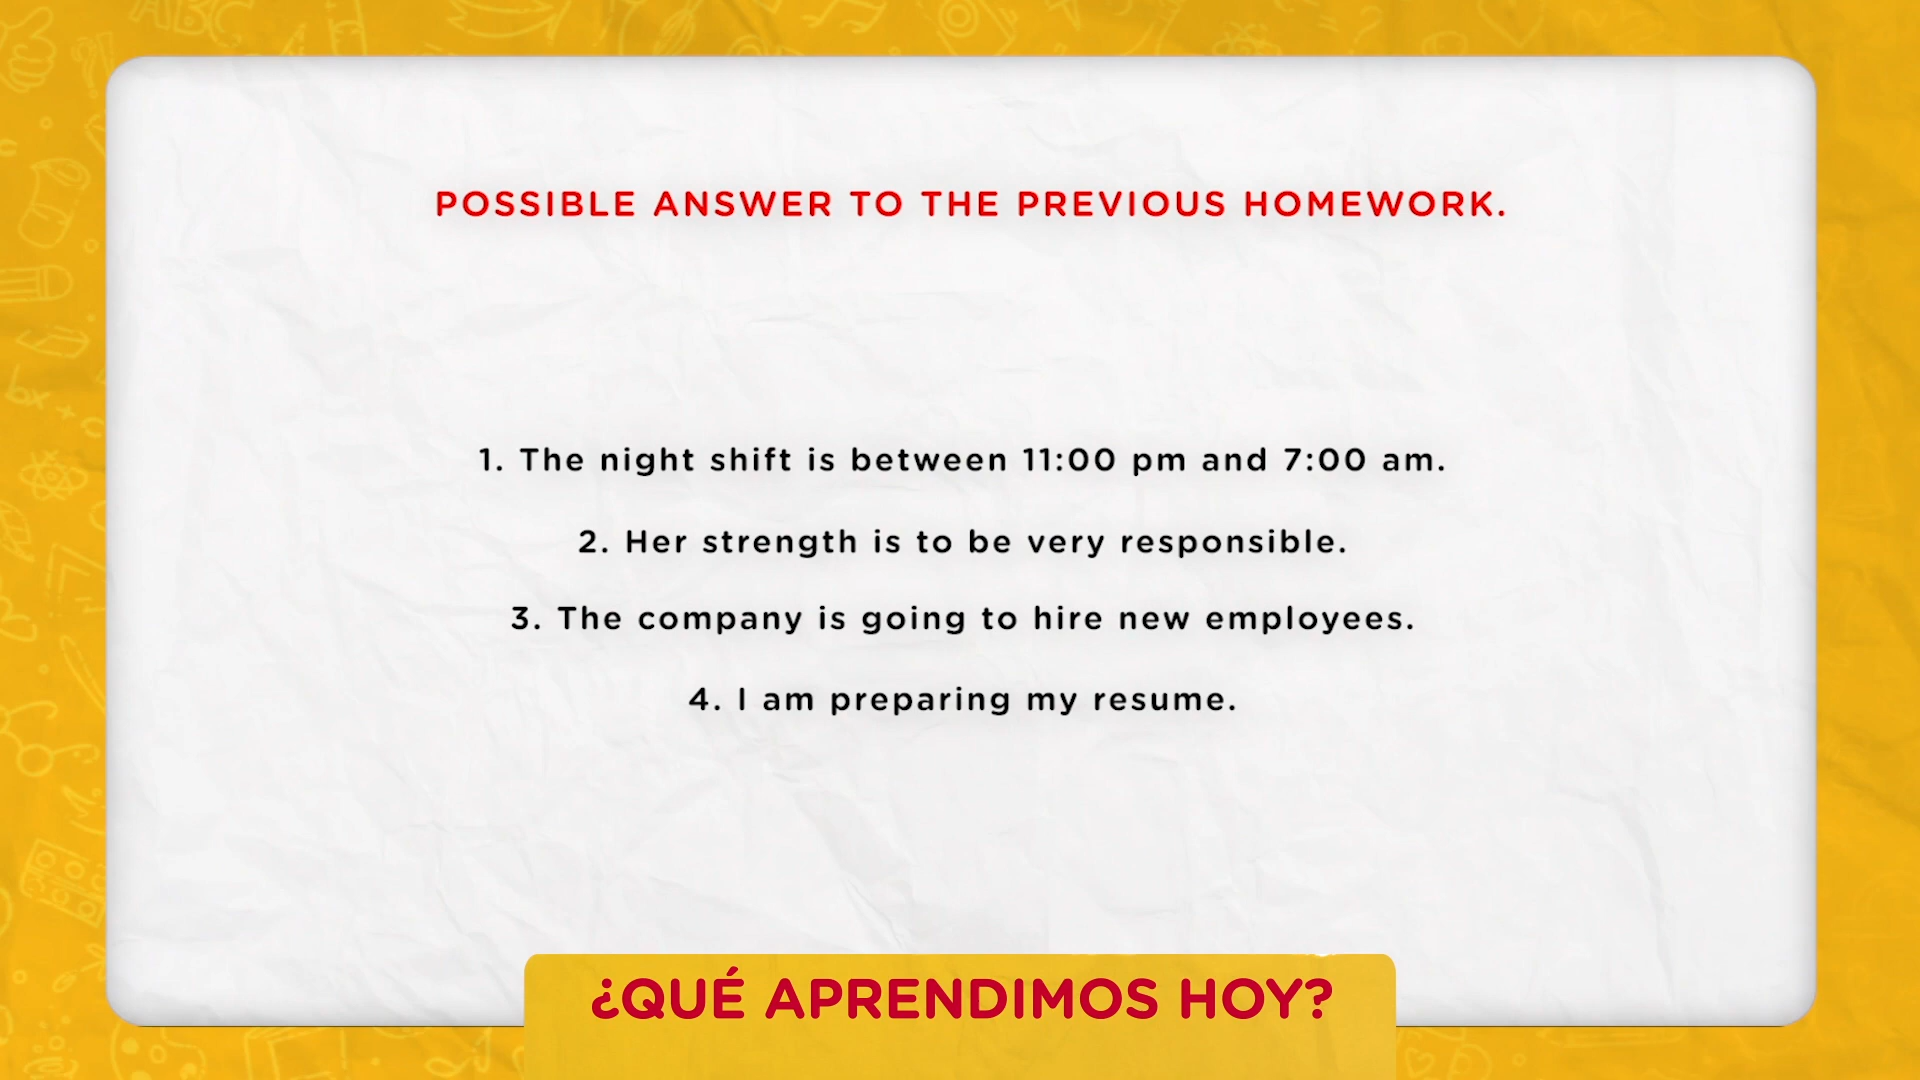 POSSIBLE ANSWER TO THE PREVIOUS HOMEWORK.
1. The night shift is between 11:00 pm and 7:00 am.
2. Her strength is to be very responsible.
3. The company is going to hire new employees.
4. I am preparing my resume.
¿QUÉ APRENDIMOS HOY?